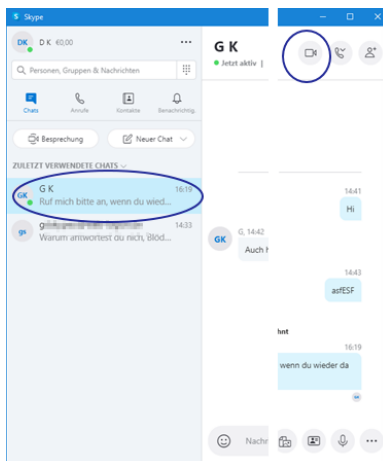 Skype
DK D K €0,00
Personen, Gruppen & Nachrichten
Chats Anrufe Kontakte Benachrichtig.
Besprechung Neuer Chat
ZULETZT VERWENDETE CHATS
GK G K 16:19
Ruf mich bitte an, wenn du wied...
gs 14:33
Warum antwortest du nich, Blöd...
G K
Jetzt aktiv |
14:41
Hi
G, 14:42
GK Auch h
14:43
asfESF
hnt
16:19
wenn du wieder da
GK
Nachr